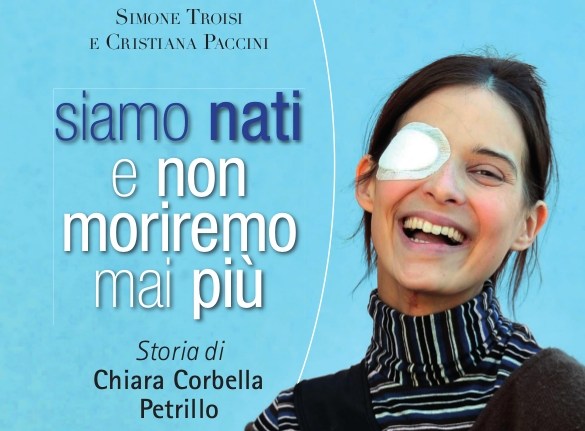 SIMONE TROISI
E CRISTIANA PACCINI
siamo nati
e non
moriremo
mai più
Storia di
Chiara Corbella
Petrillo